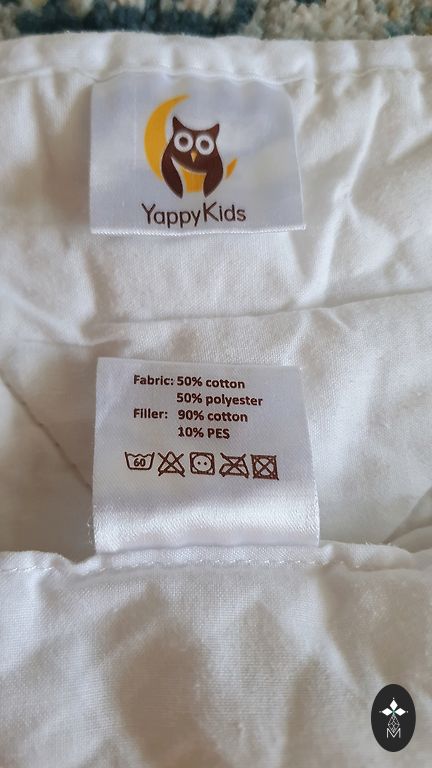 YappyKids
Fabric: 50% cotton
50% polyester
Filler: 90% cotton
10% PES
60
M